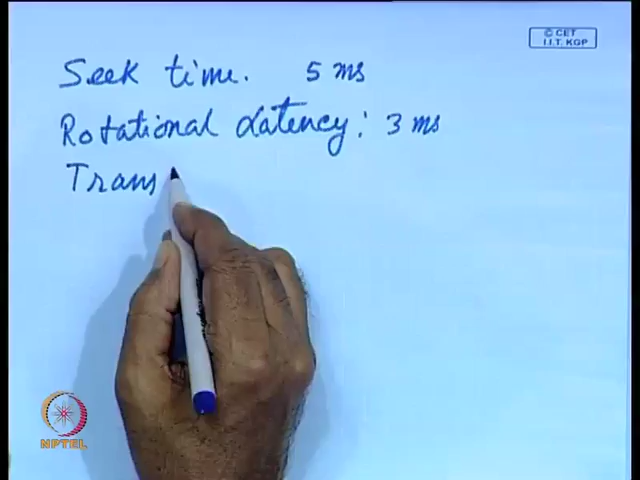 © CET
I.I.T. KGP
Seek time. 5 ms
Rotational Latency: 3 ms
Trans
NPTEL